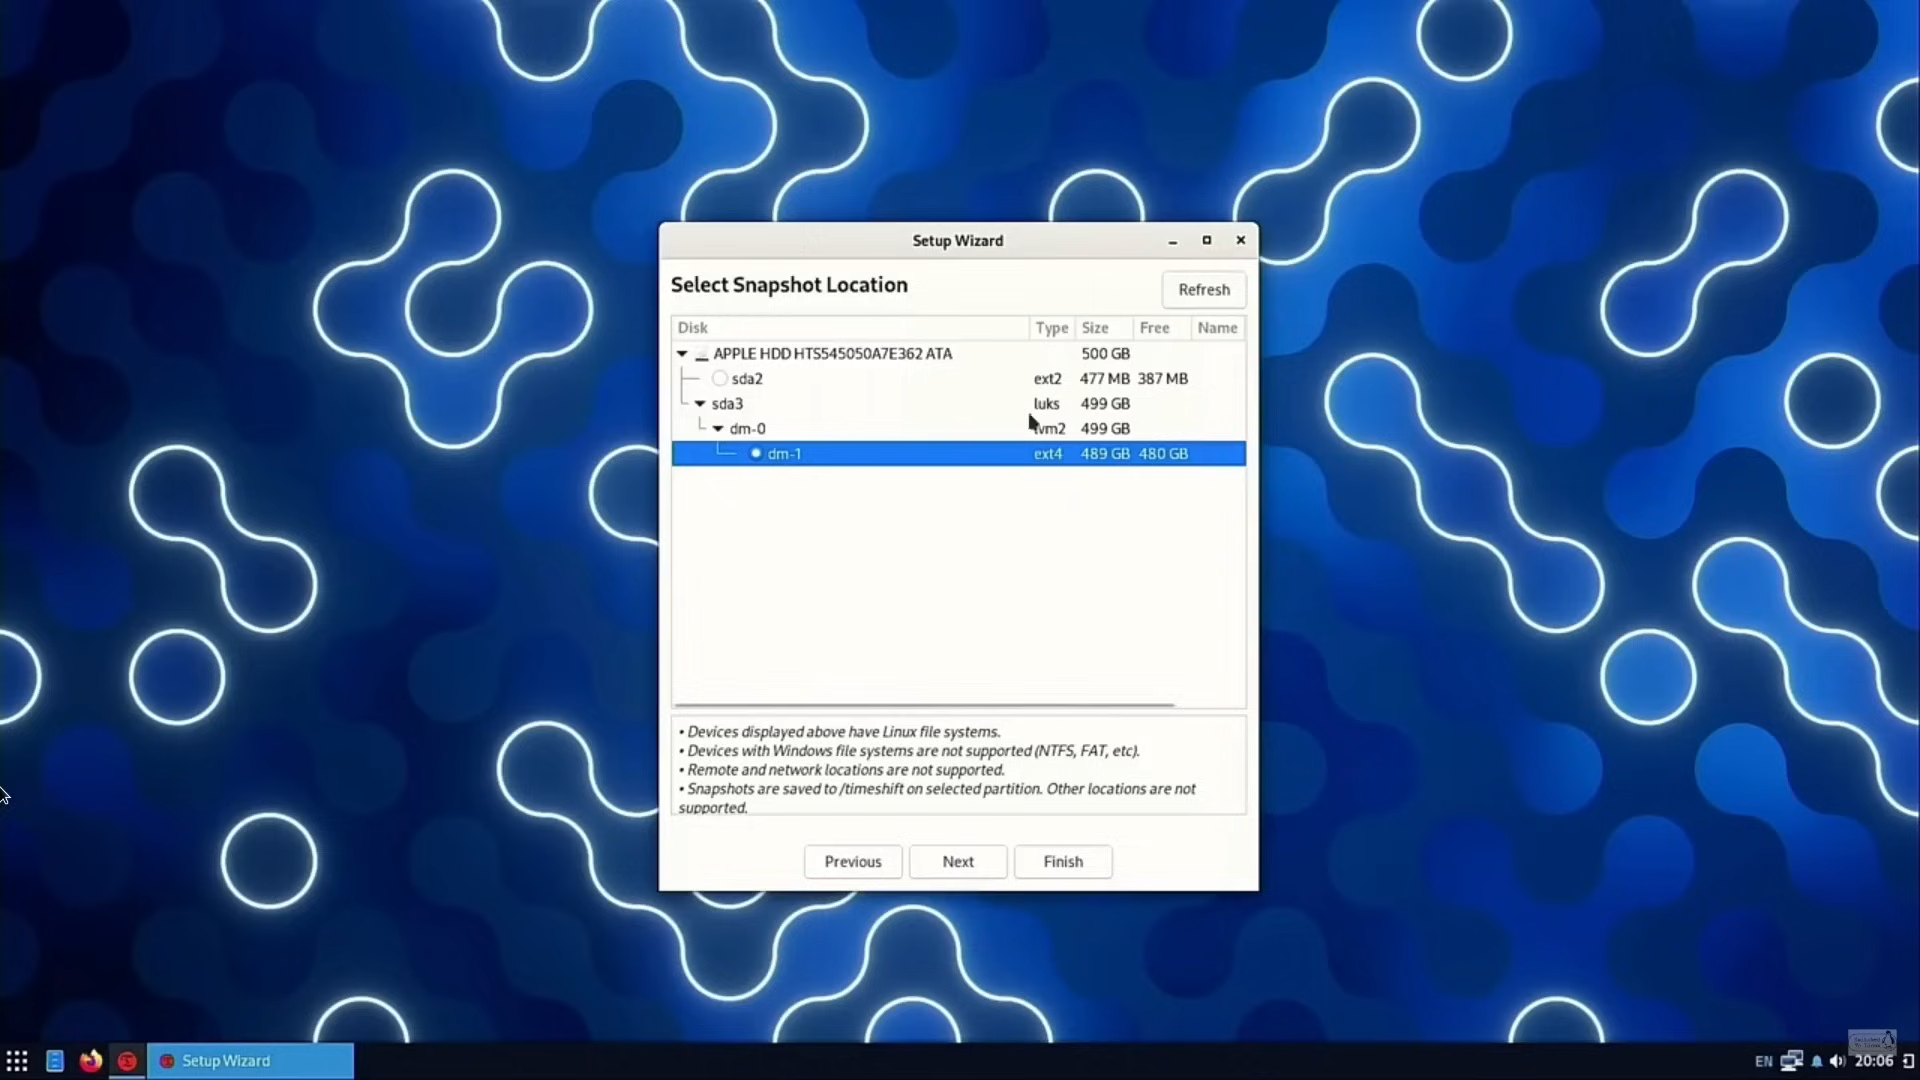 Setup Wizard
Select Snapshot Location
Refresh
Disk Type Size Free Name
APPLE HDD HTS545050A7E362 ATA 500 GB
sda2 ext2 477 MB 387 MB
sda3 luks 499 GB
dm-0 lvm2 499 GB
dm-1 ext4 489 GB 480 GB
• Devices displayed above have Linux file systems.
• Devices with Windows file systems are not supported (NTFS, FAT, etc).
• Remote and network locations are not supported.
• Snapshots are saved to /timeshift on selected partition. Other locations are not
supported.
Previous Next Finish
Setup Wizard
EN 20:06